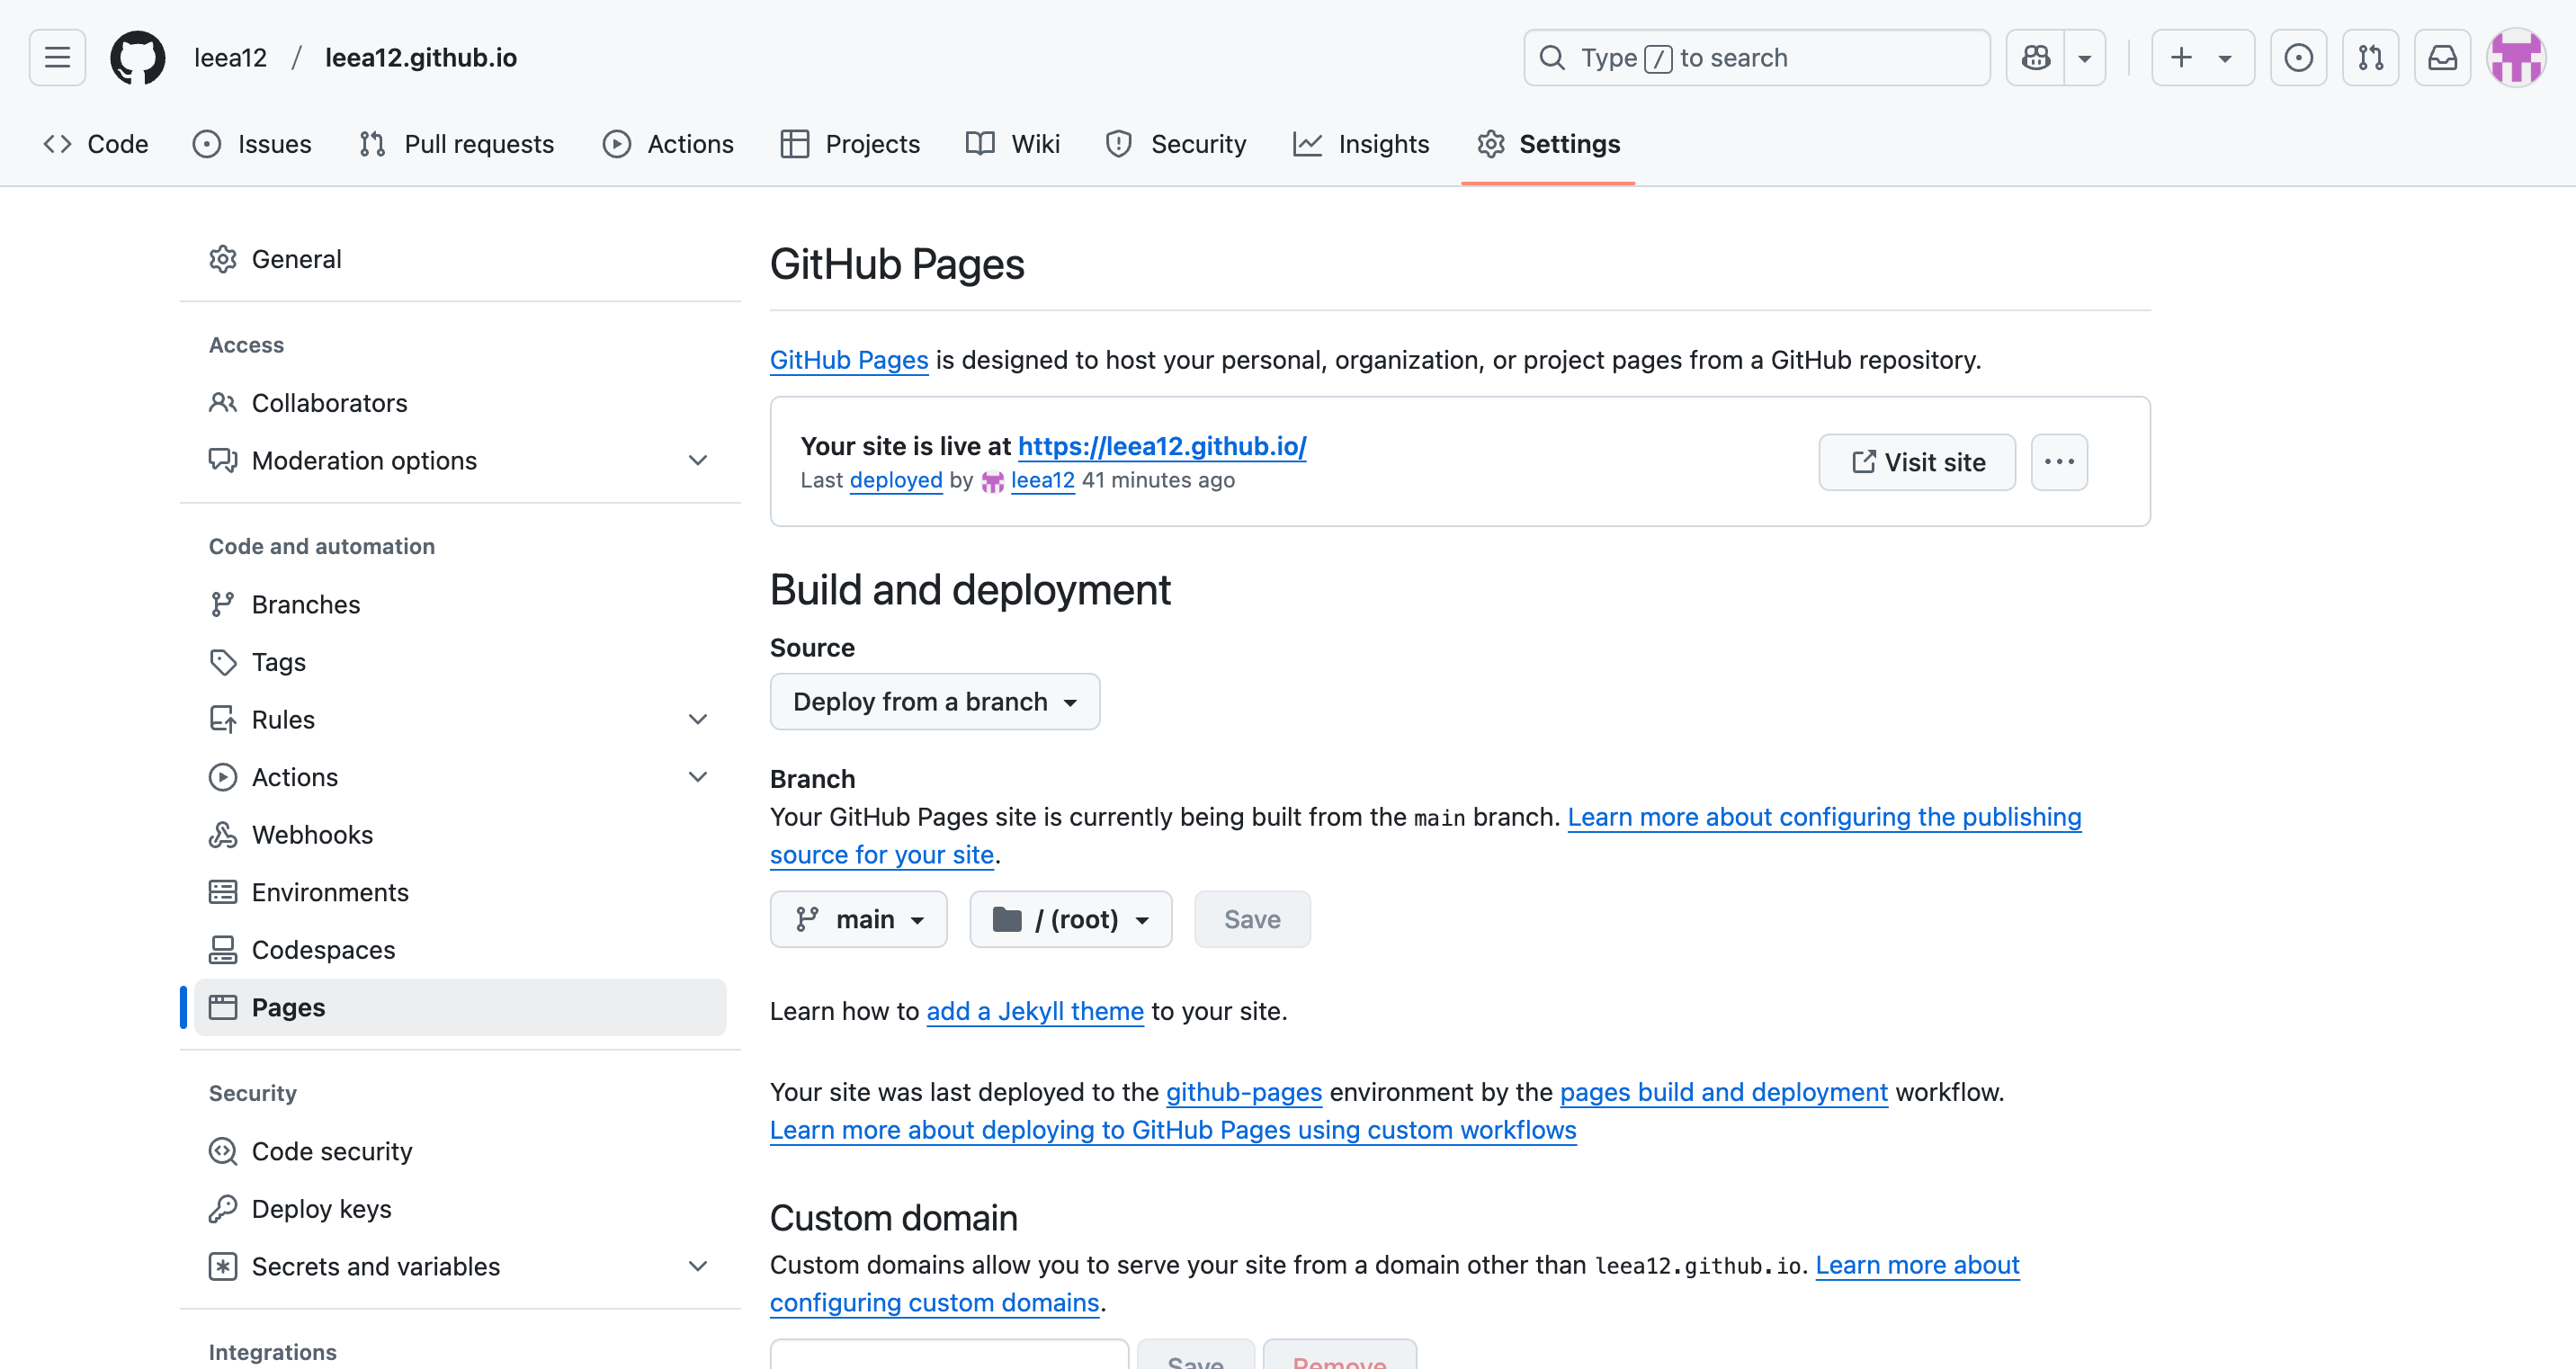 leea12 / leea12.github.io
Type / to search
Code
Issues
Pull requests
Actions
Projects
Wiki
Security
Insights
Settings
General
Access
Collaborators
Moderation options
Code and automation
Branches
Tags
Rules
Actions
Webhooks
Environments
Codespaces
Pages
Security
Code security
Deploy keys
Secrets and variables
Integrations
GitHub Pages
GitHub Pages is designed to host your personal, organization, or project pages from a GitHub repository.
Your site is live at https://leea12.github.io/
Last deployed by leea12 41 minutes ago
Visit site
Build and deployment
Source
Deploy from a branch
Branch
Your GitHub Pages site is currently being built from the main branch. Learn more about configuring the publishing
source for your site.
main
/ (root)
Save
Learn how to add a Jekyll theme to your site.
Your site was last deployed to the github-pages environment by the pages build and deployment workflow.
Learn more about deploying to GitHub Pages using custom workflows
Custom domain
Custom domains allow you to serve your site from a domain other than leea12.github.io. Learn more about
configuring custom domains.
Save
Remove